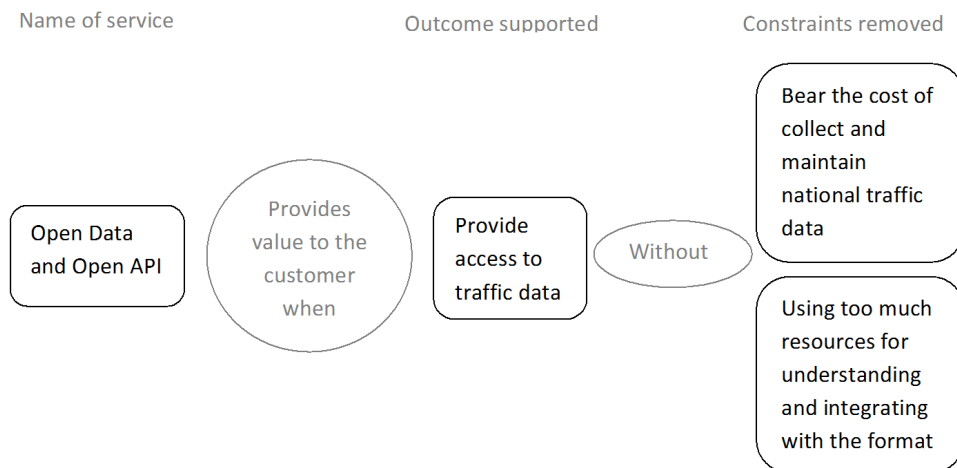 Name of service
Outcome supported
Constraints removed
Open Data
and Open API
Provides
value to the
customer
when
Provide
access to
traffic data
Without
Bear the cost of
collect and
maintain
national traffic
data
Using too much
resources for
understanding
and integrating
with the format